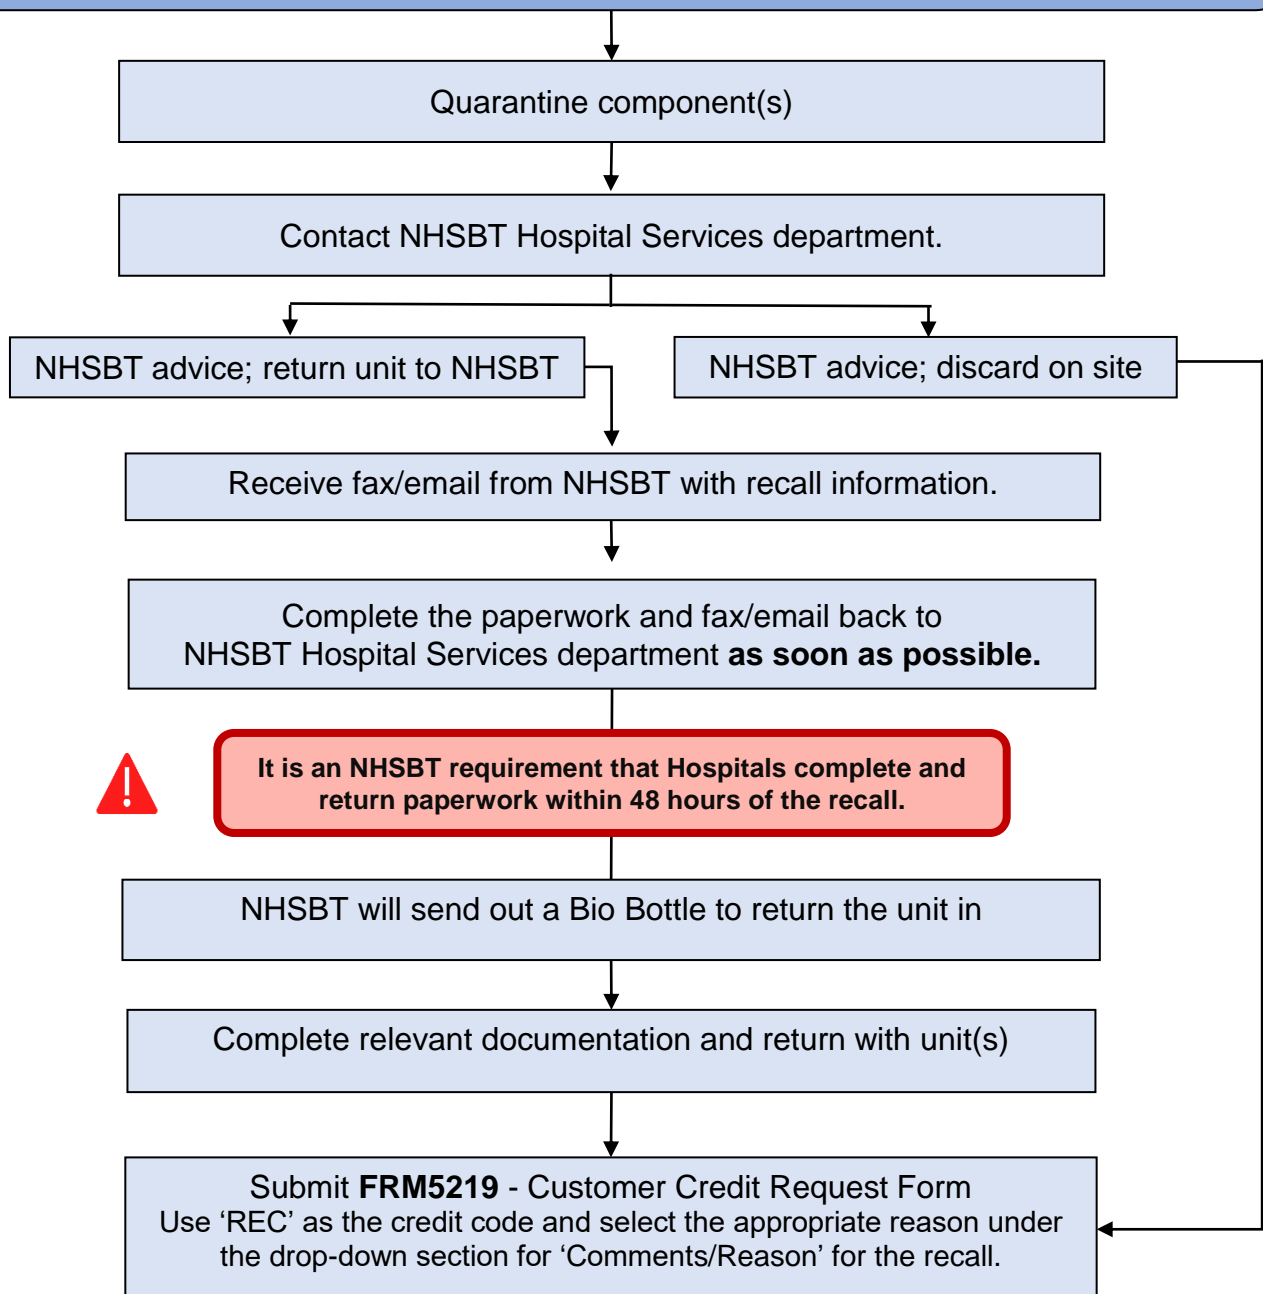 Quarantine component(s)
Contact NHSBT Hospital Services department.
NHSBT advice; return unit to NHSBT
NHSBT advice; discard on site
Receive fax/email from NHSBT with recall information.
Complete the paperwork and fax/email back to
NHSBT Hospital Services department as soon as possible.
It is an NHSBT requirement that Hospitals complete and
return paperwork within 48 hours of the recall.
NHSBT will send out a Bio Bottle to return the unit in
Complete relevant documentation and return with unit(s)
Submit FRM5219 - Customer Credit Request Form
Use ‘REC’ as the credit code and select the appropriate reason under
the drop-down section for ‘Comments/Reason’ for the recall.